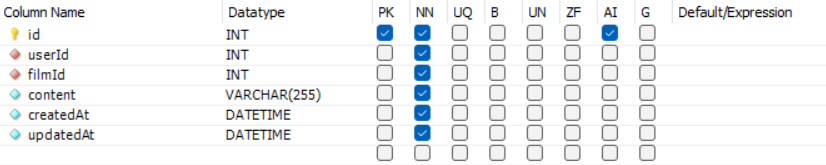 Column Name Datatype PK NN UQ B UN ZF AI G Default/Expression
id INT
userId INT
filmId INT
content VARCHAR(255)
createdAt DATETIME
updatedAt DATETIME